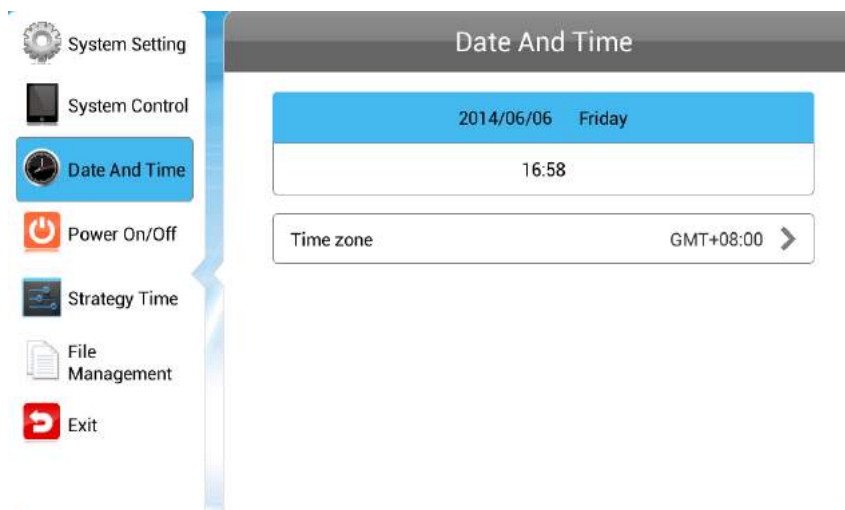 System Setting
System Control
Date And Time
Power On/Off
Strategy Time
File
Management
Exit
Date And Time
2014/06/06 Friday
16:58
Time zone GMT+08:00